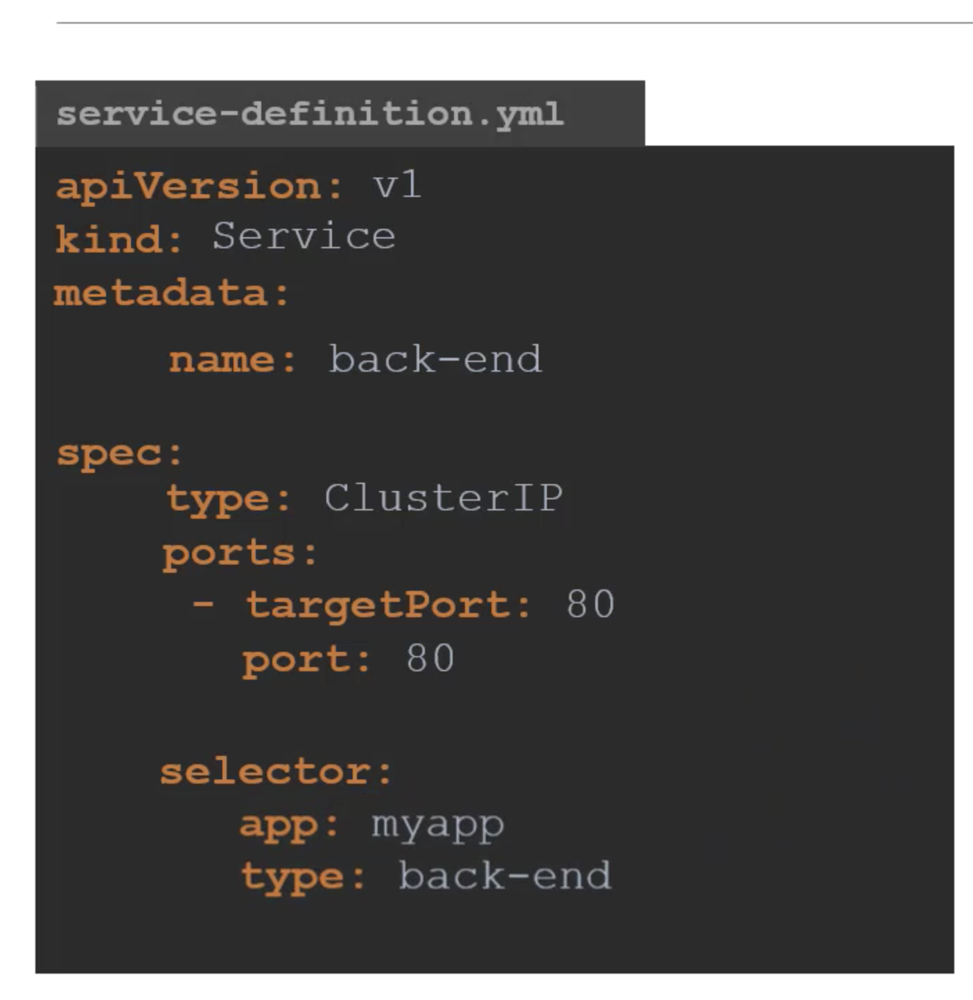 service-definition.yml
apiVersion: v1
kind: Service
metadata:
name: back-end
spec:
type: ClusterIP
ports:
- targetPort: 80
port: 80
selector:
app: myapp
type: back-end